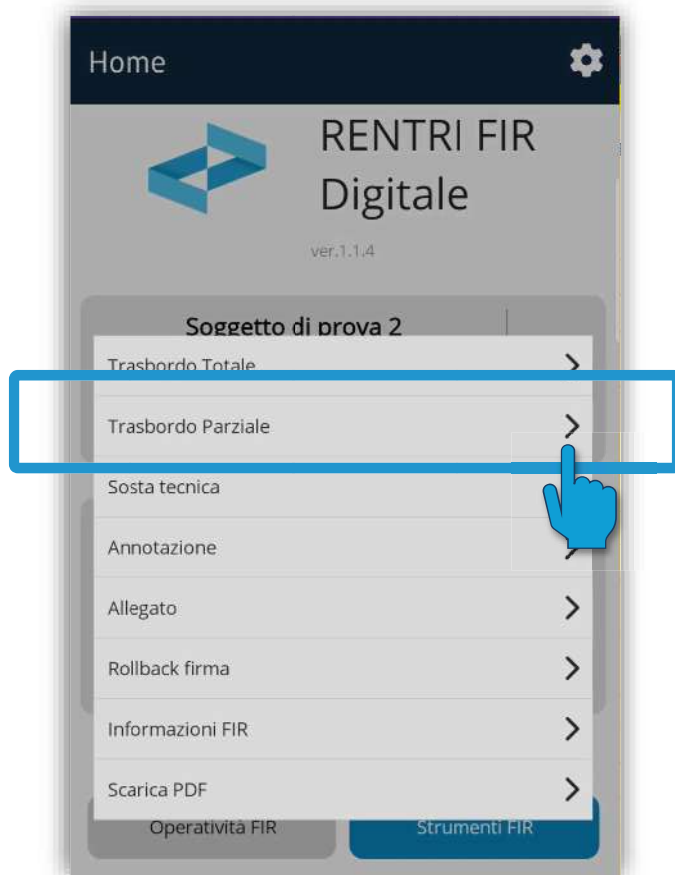 Home
RENTRI FIR
Digitale
ver.1.1.4
Soggetto di prova 2
Trasbordo Totale
Trasbordo Parziale
Sosta tecnica
Annotazione
Allegato
Rollback firma
Informazioni FIR
Scarica PDF
Operatività FIR
Strumenti FIR